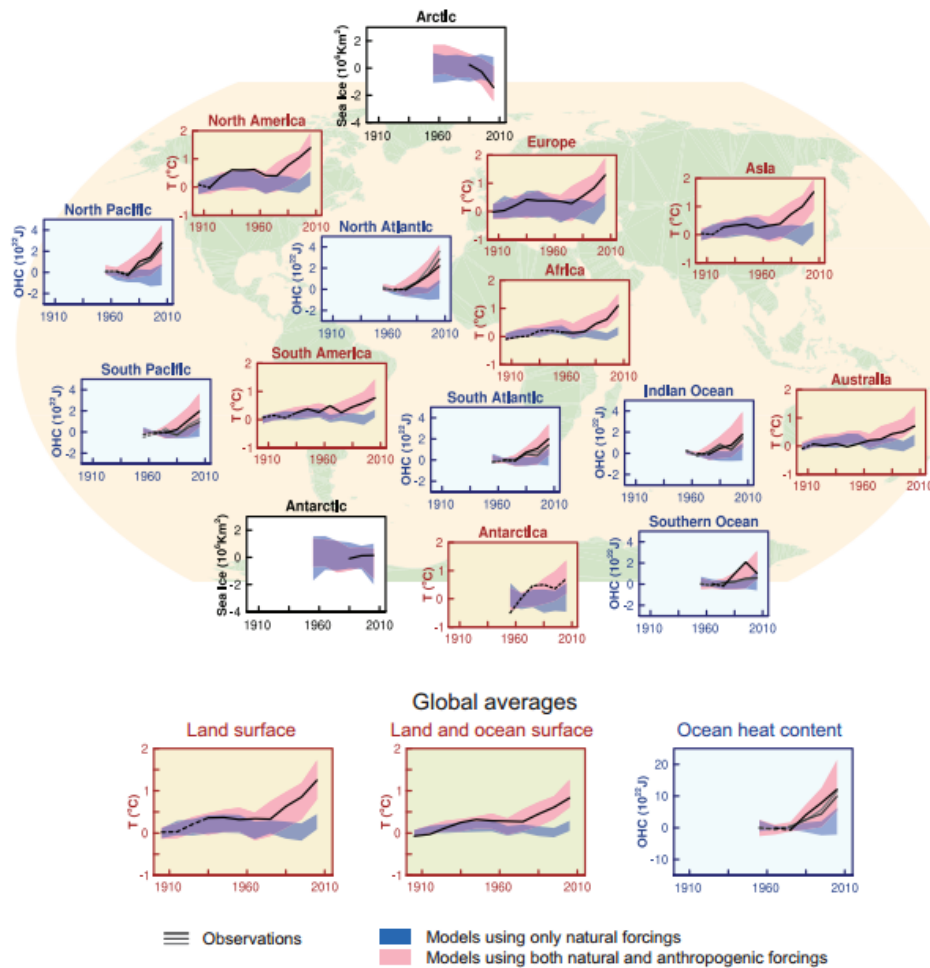 Arctic
Sea Ice (10⁶Km²)
2
0
-2
-4
1910 1960 2010
North America
T (°C)
2
1
0
-1
1910 1960 2010
Europe
T (°C)
2
1
0
-1
1910 1960 2010
Asia
T (°C)
2
1
0
-1
1910 1960 2010
North Pacific
OHC (10²²J)
4
2
0
-2
1910 1960 2010
North Atlantic
OHC (10²²J)
4
2
0
-2
1910 1960 2010
Africa
T (°C)
2
1
0
-1
1910 1960 2010
South Pacific
OHC (10²²J)
4
2
0
-2
1910 1960 2010
South America
T (°C)
2
1
0
-1
1910 1960 2010
South Atlantic
OHC (10²²J)
4
2
0
-2
1910 1960 2010
Indian Ocean
OHC (10²²J)
4
2
0
-2
1910 1960 2010
Australia
T (°C)
2
1
0
-1
1910 1960 2010
Antarctic
Sea Ice (10⁶Km²)
2
0
-2
-4
1910 1960 2010
Antarctica
T (°C)
2
1
0
-1
1910 1960 2010
Southern Ocean
OHC (10²²J)
4
2
0
-2
1910 1960 2010
Global averages
Land surface
T (°C)
2
1
0
-1
1910 1960 2010
Land and ocean surface
T (°C)
2
1
0
-1
1910 1960 2010
Ocean heat content
OHC (10²²J)
20
10
0
-10
1910 1960 2010
Observations
Models using only natural forcings
Models using both natural and anthropogenic forcings